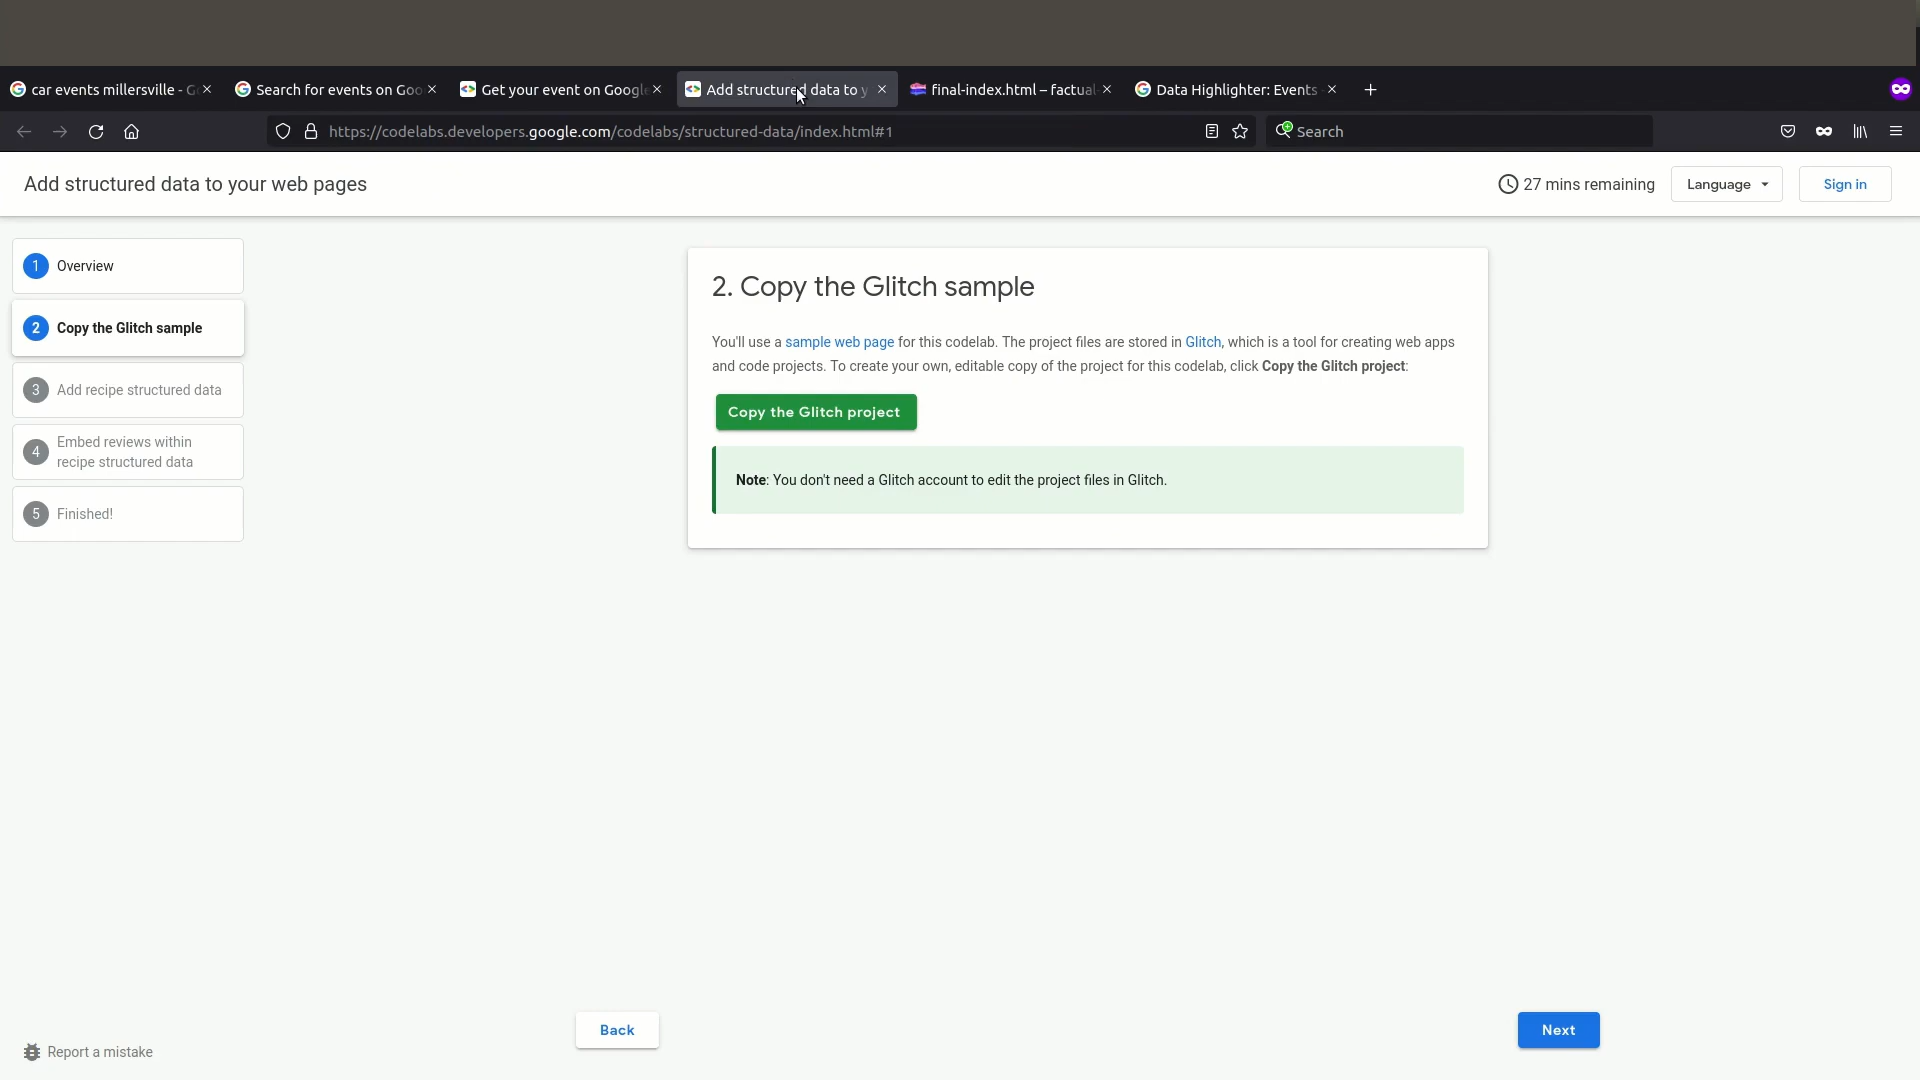 car events millersville - G
Search for events on Goo
Get your event on Google
Add structured data to y
final-index.html – factual-
Data Highlighter: Events -
https://codelabs.developers.google.com/codelabs/structured-data/index.html#1
Search
Add structured data to your web pages
27 mins remaining
Language
Sign in
1 Overview
2 Copy the Glitch sample
3 Add recipe structured data
4 Embed reviews within
recipe structured data
5 Finished!
2. Copy the Glitch sample
You'll use a sample web page for this codelab. The project files are stored in Glitch, which is a tool for creating web apps
and code projects. To create your own, editable copy of the project for this codelab, click Copy the Glitch project:
Copy the Glitch project
Note: You don't need a Glitch account to edit the project files in Glitch.
Back
Next
Report a mistake